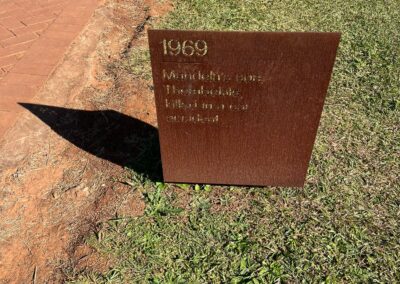 1969
Mandela's son
Thembekile
killed in a car
accident